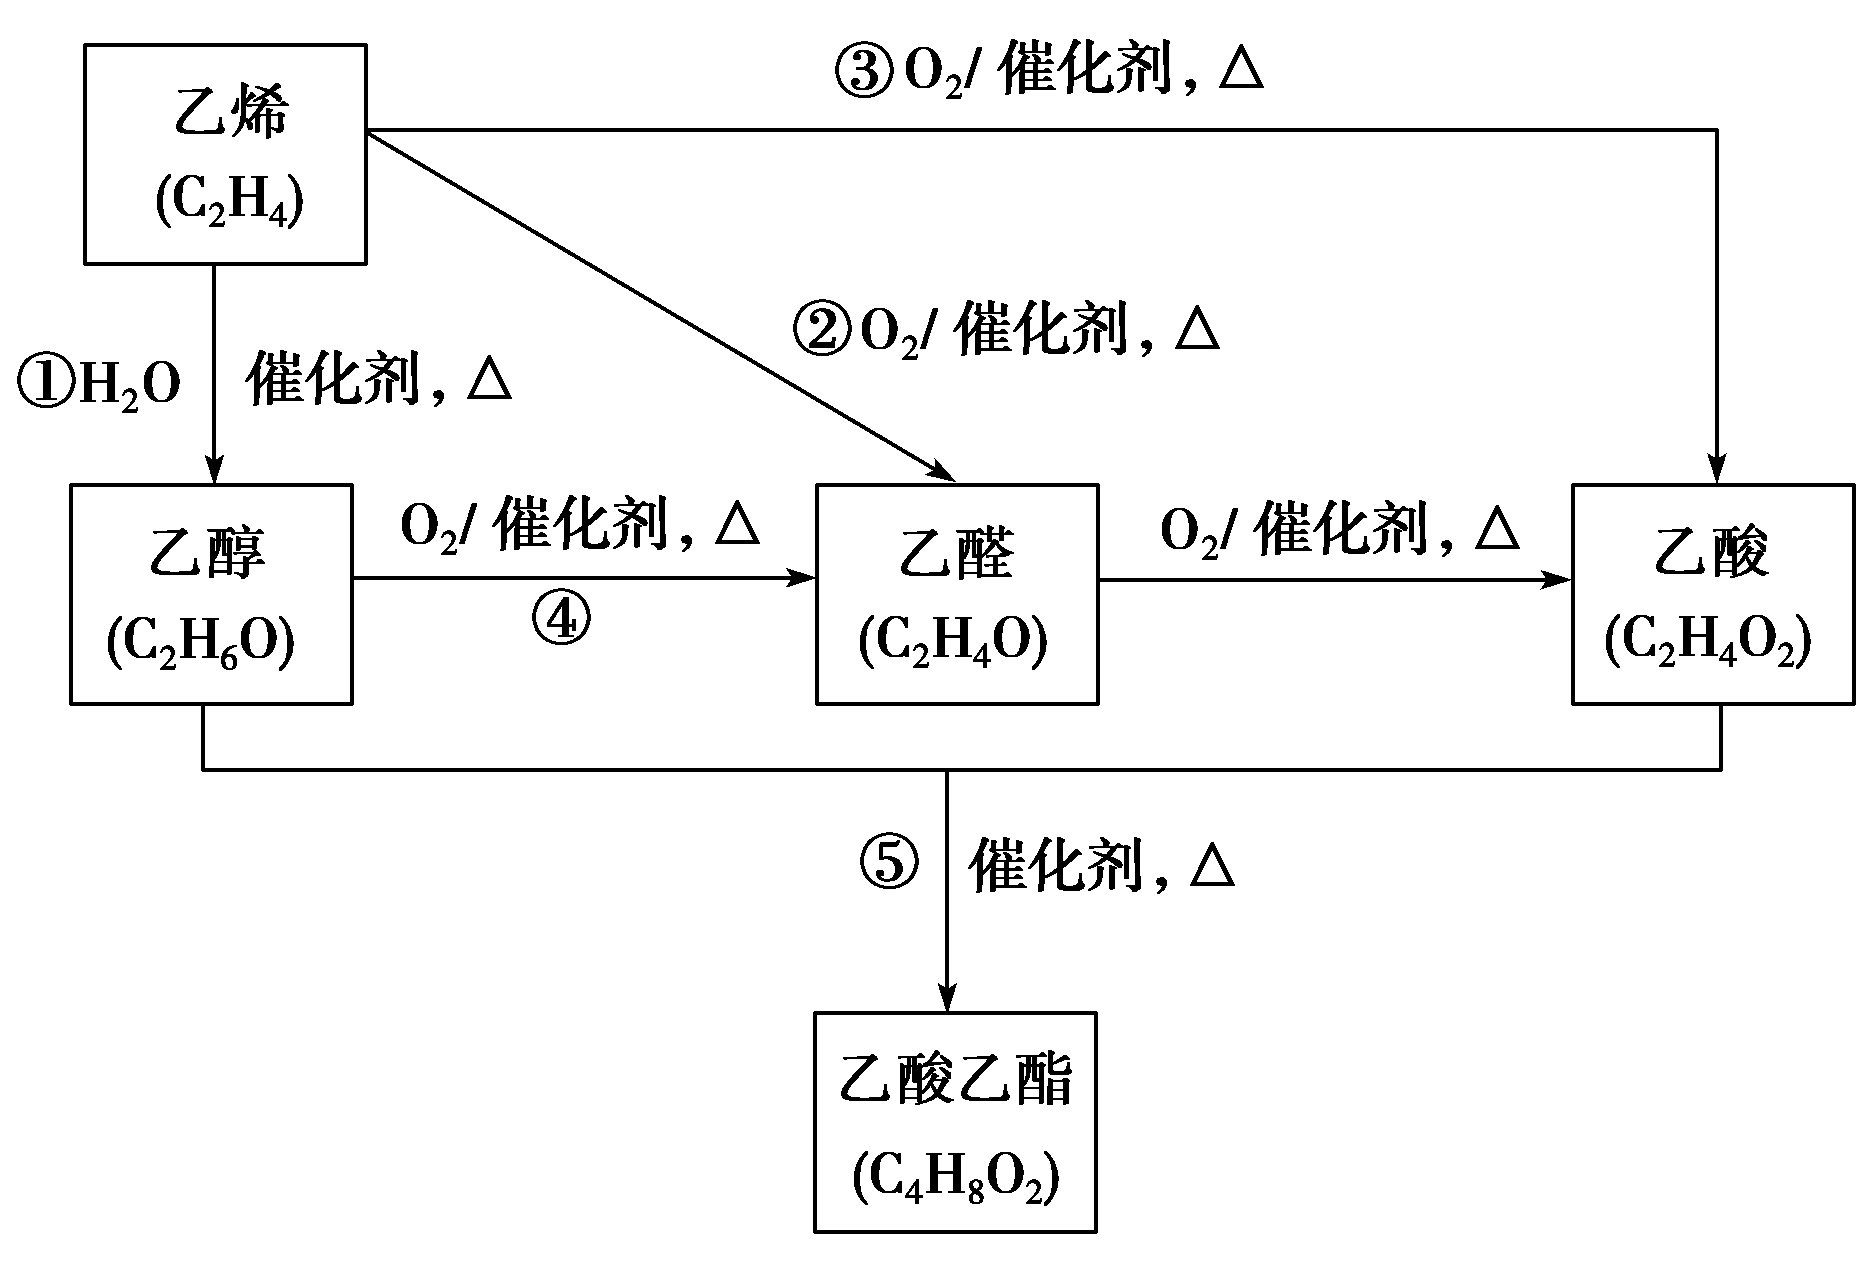 ③O₂/催化剂,△
乙烯
(C₂H₄)
②O₂/催化剂,△
①H₂O 催化剂,△
O₂/催化剂,△
④
O₂/催化剂,△
乙醇
(C₂H₆O)
乙醛
(C₂H₄O)
乙酸
(C₂H₄O₂)
⑤ 催化剂,△
乙酸乙酯
(C₄H₈O₂)